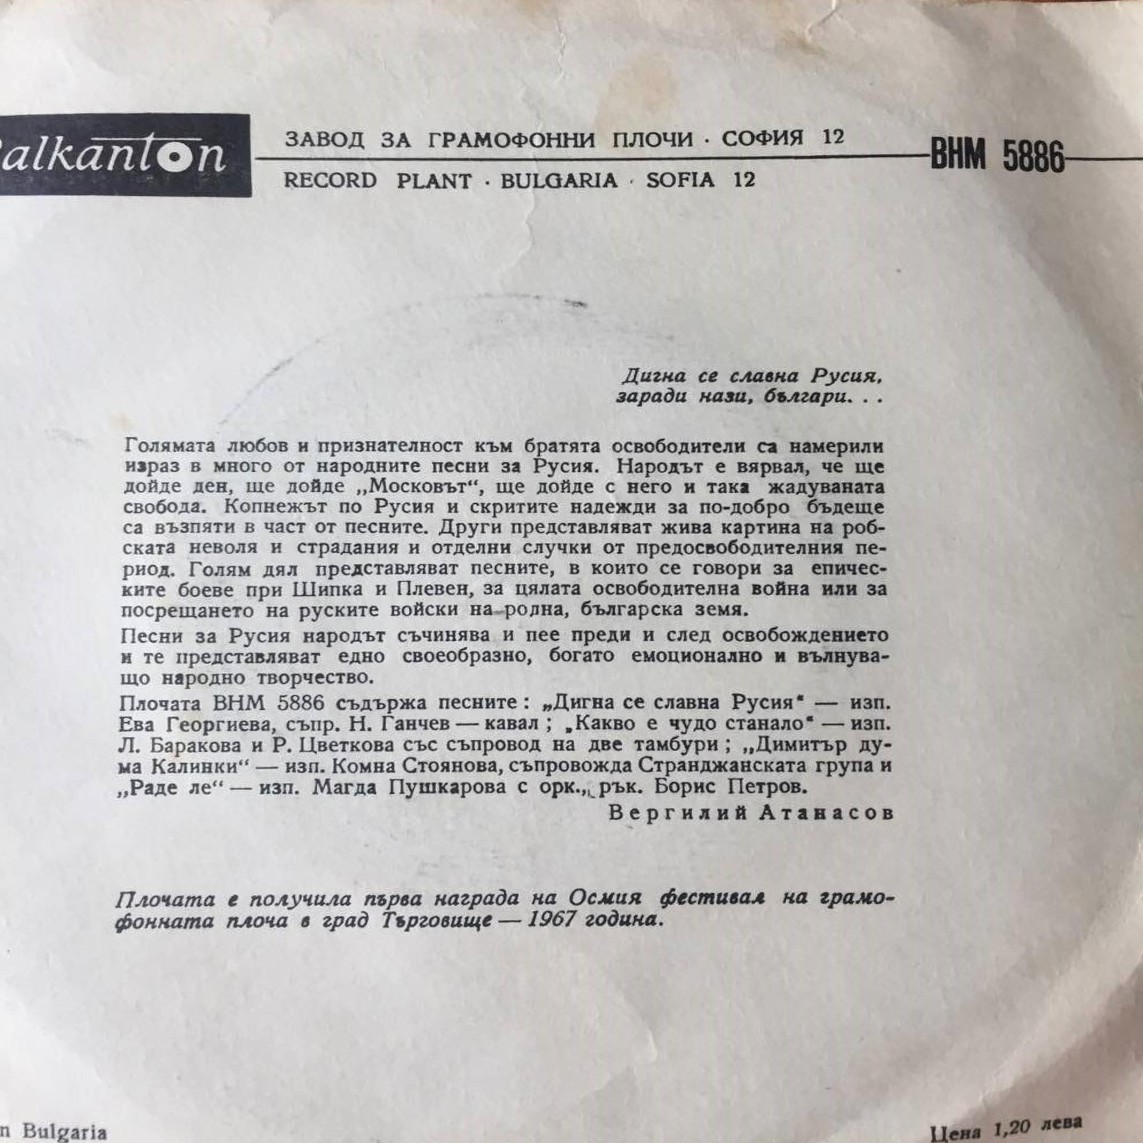 Balkanton
ЗАВОД ЗА ГРАМОФОННИ ПЛОЧИ · СОФИЯ 12
RECORD PLANT · BULGARIA · SOFIA 12
ВНМ 5886
Дигна се славна Русия,
заради нази, българи. . .
Голямата любов и признателност към братята освободители са намерили
израз в много от народните песни за Русия. Народът е вярвал, че ще
дойде ден, ще дойде „Московът“, ще дойде с него и така жадуваната
свобода. Копнежът по Русия и скритите надежди за по-добро бъдеще
са възпяти в част от песните. Други представляват жива картина на роб-
ската неволя и страдания и отделни случки от предосвободителния пе-
риод. Голям дял представляват песните, в които се говори за епичес-
ките боеве при Шипка и Плевен, за цялата освободителна война или за
посрещането на руските войски на родна, българска земя.
Песни за Русия народът съчинява и пее преди и след освобождението
и те представляват едно своеобразно, богато емоционално и вълнува-
що народно творчество.
Плочата ВНМ 5886 съдържа песните : „Дигна се славна Русия“ — изп.
Ева Георгиева, съпр. Н. Ганчев — кавал ; „Какво е чудо станало“ — изп.
Л. Баракова и Р. Цветкова със съпровод на две тамбури ; „Димитър ду-
ма Калинки“ — изп. Комна Стоянова, съпровожда Странджанската група и
„Раде ле“ — изп. Магда Пушкарова с орк., рък. Борис Петров.
Вергилий Атанасов
Плочата е получила първа награда на Осмия фестивал на грамо-
фонната плоча в град Търговище — 1967 година.
n Bulgaria
Цена 1,20 лева